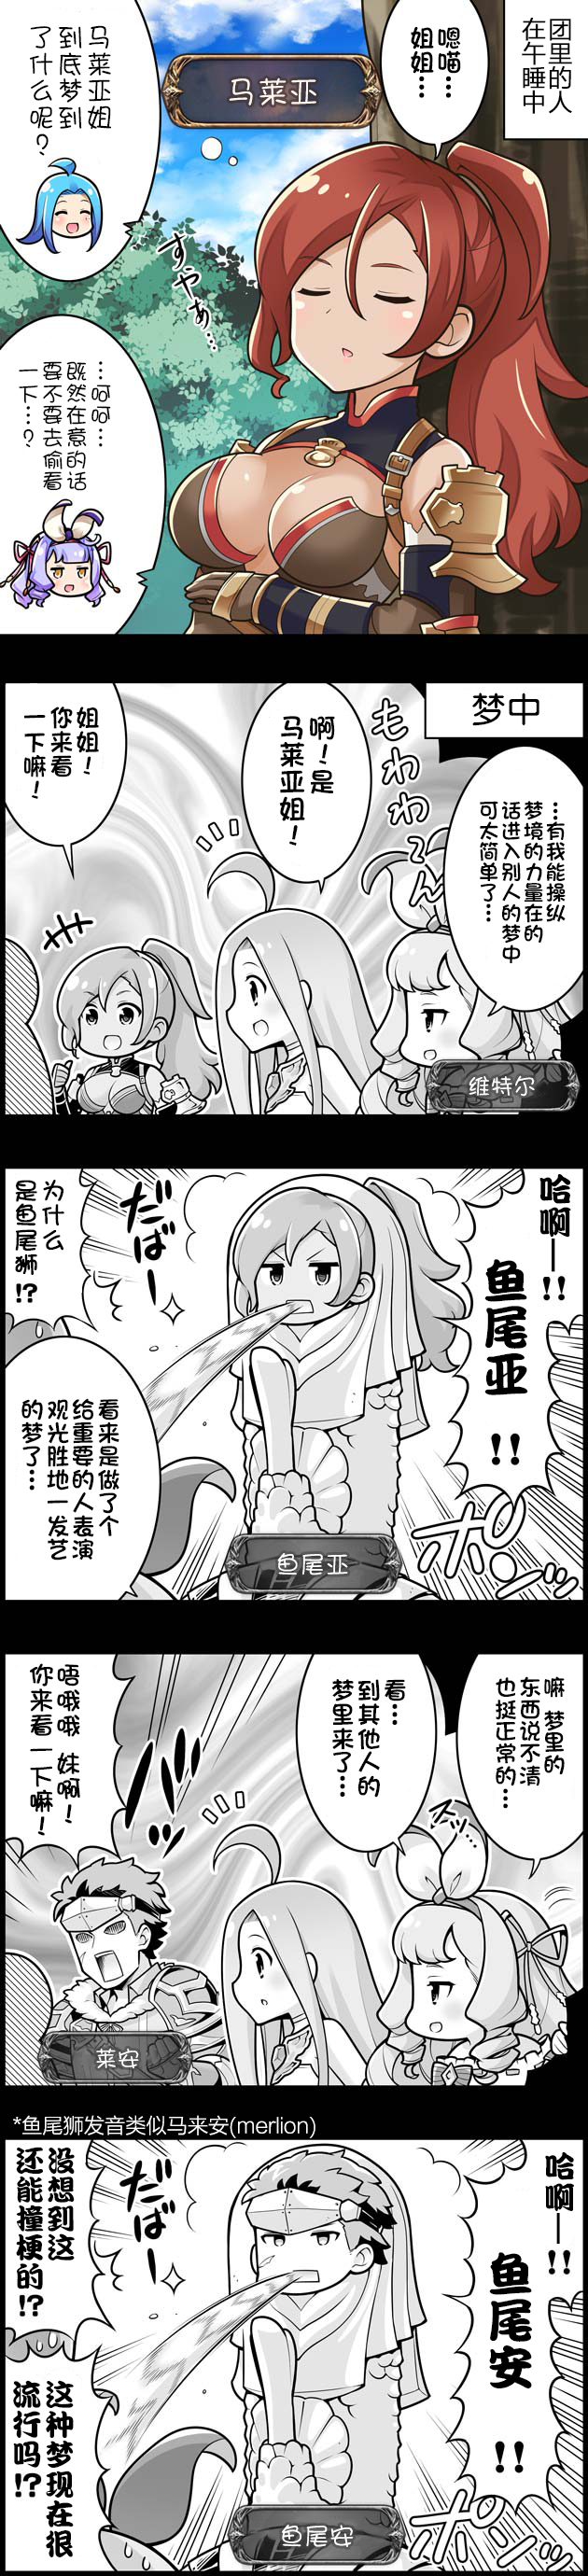 团里的人
在午睡中
嗯喵…
姐姐…
马莱亚
马莱亚姐
到底梦到
了什么呢？
すやぁ…
…呵呵…
既然在意的话
要不要去偷看
一下…？
梦中
…有我能操纵
梦境的力量在的
话进入别人的梦中
可太简单了…
もわわ〜ん
啊！是
马莱亚姐！
姐姐！
你来看
一下嘛！
维特尔
哈啊—!!
鱼尾亚!!
だばー
为什么
是鱼尾狮!?
看来是做了个
给重要的人表演
观光胜地一发艺
的梦了…
ポンッ
鱼尾亚
嘛 梦里的
东西说不清
也挺正常的…
スッ…
看…
到其他人的
梦里来了…
唔哦哦 妹啊！
你来看一下嘛！
莱安
*鱼尾狮发音类似马来安(merlion)
哈啊—!!
鱼尾安!!
だばー
没想到这
还能撞梗的!?
这种梦现在很
流行吗!?
ポンッ
鱼尾安